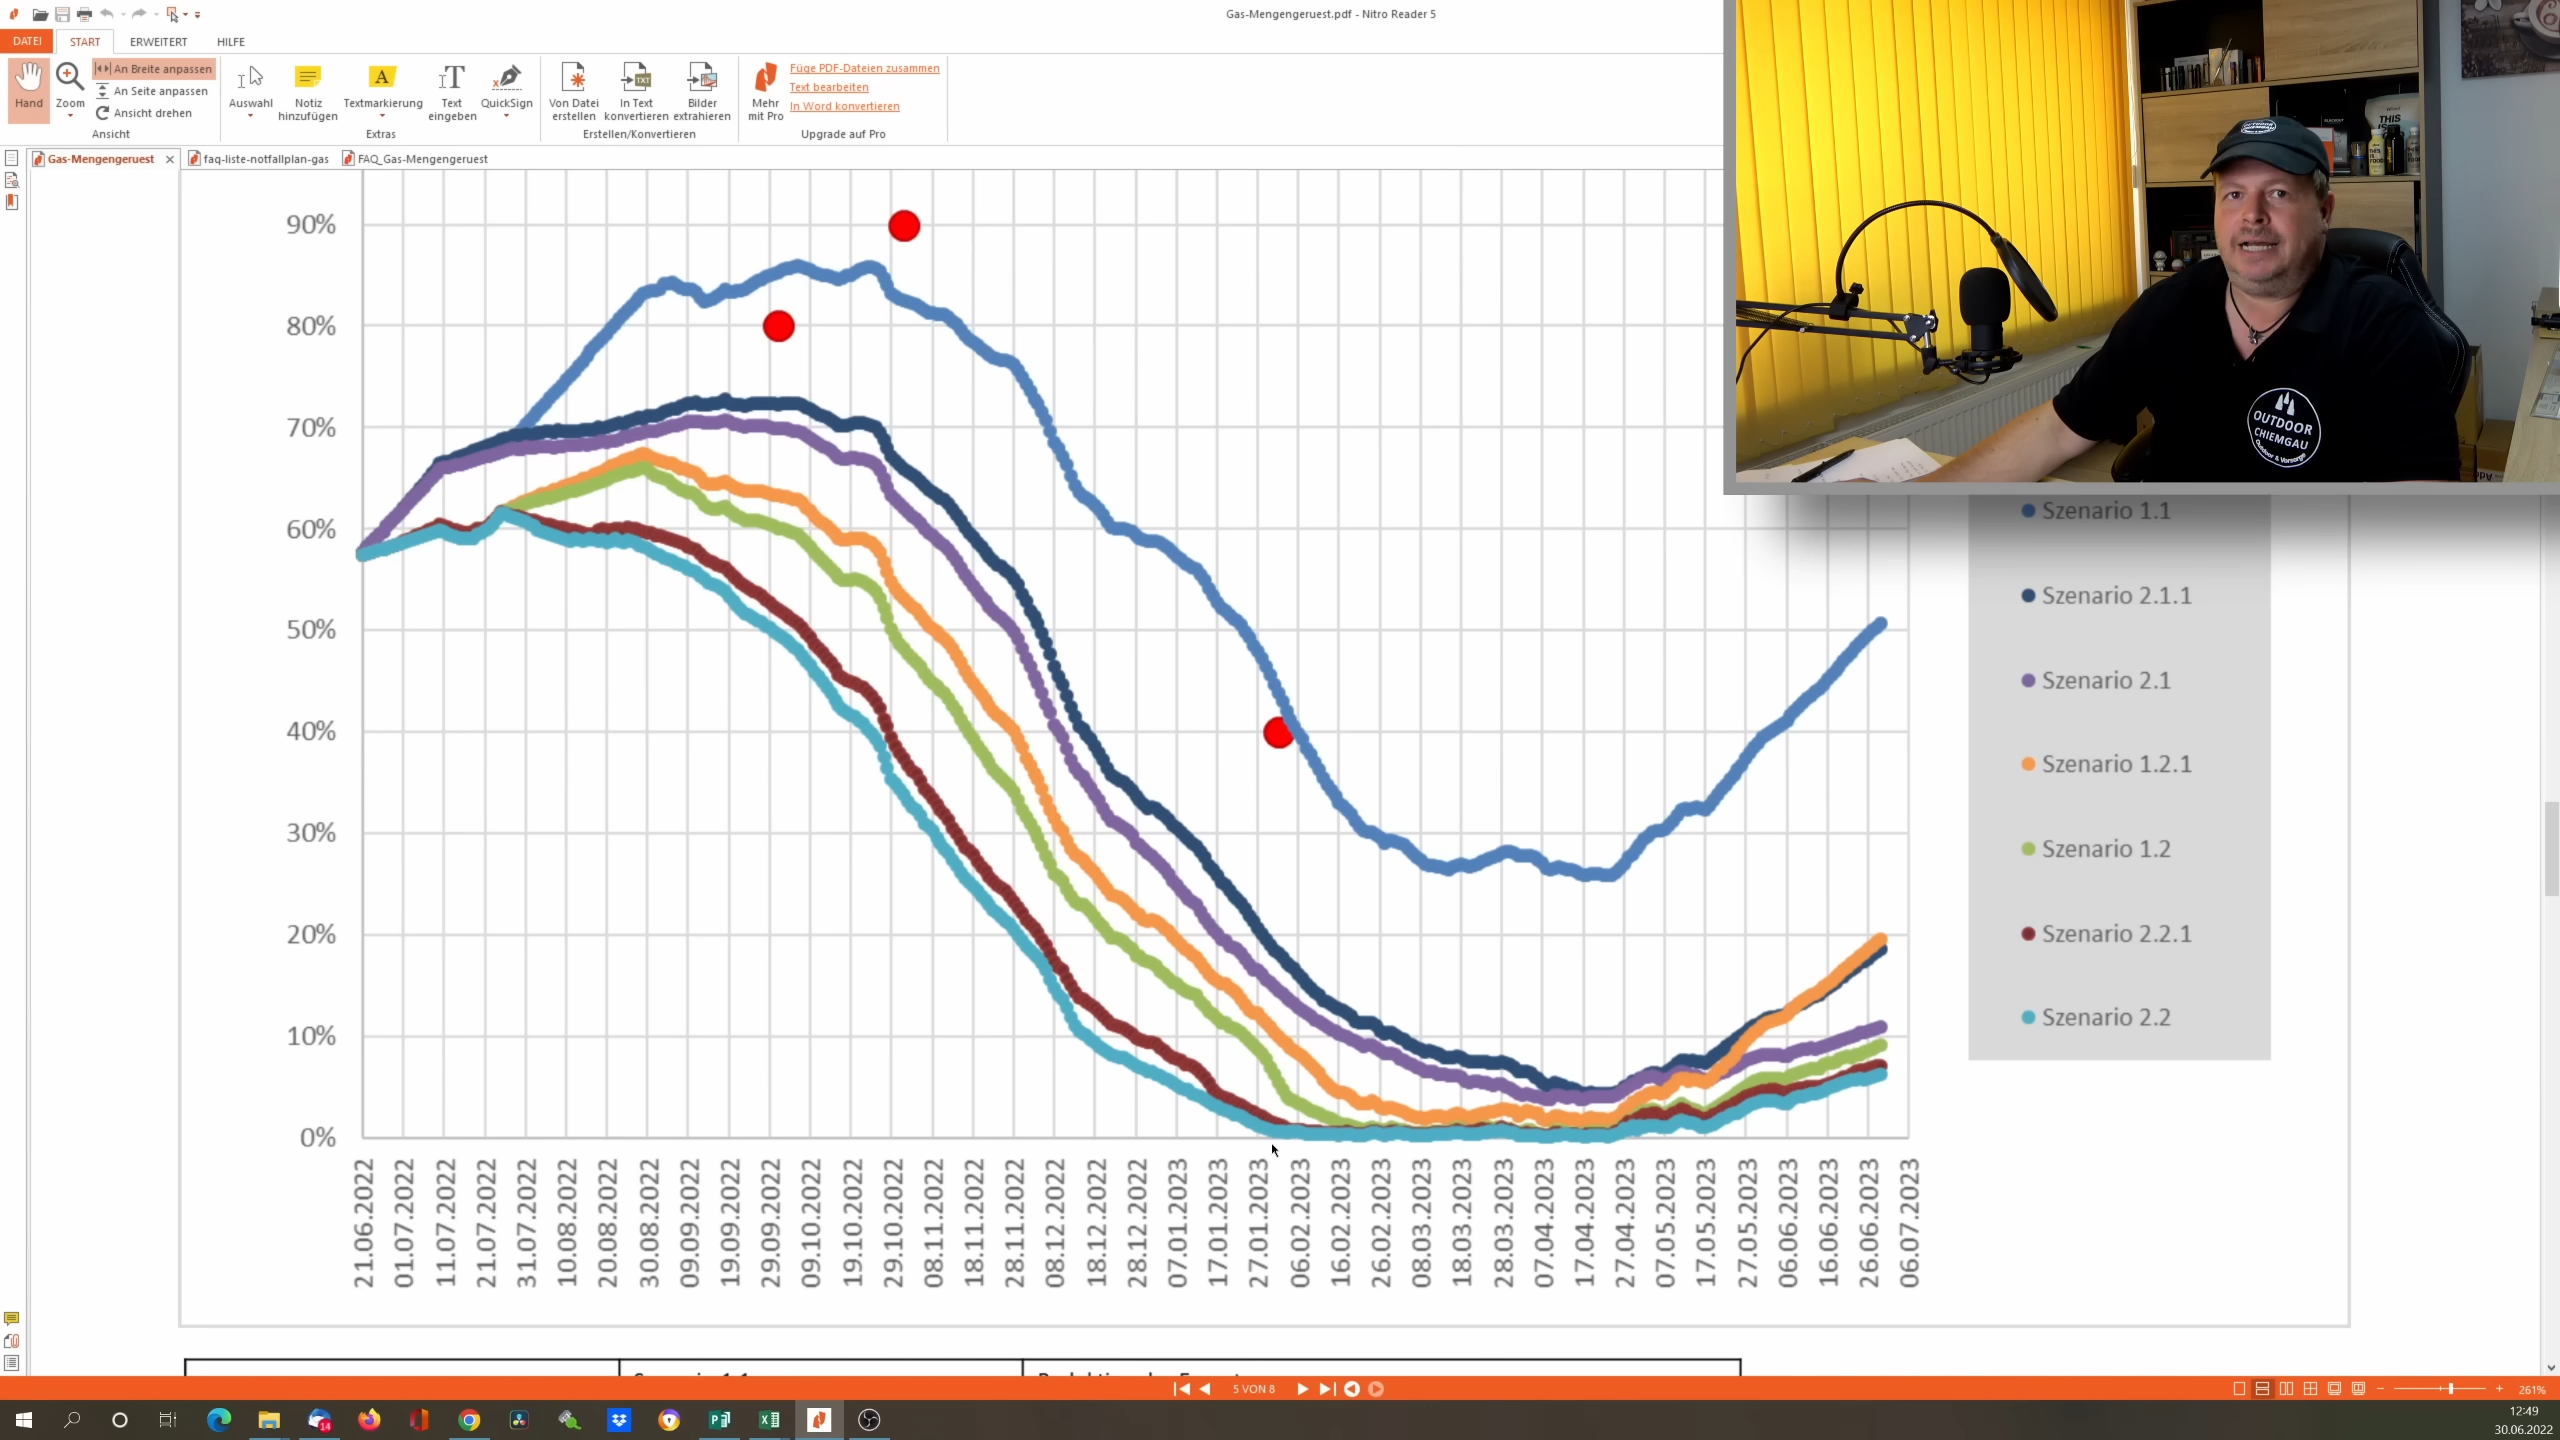 Gas-Mengengeruest.pdf - Nitro Reader 5
DATEI START ERWEITERT HILFE
Hand
Zoom
An Breite anpassen
An Seite anpassen
Ansicht drehen
Ansicht
Auswahl
Notiz hinzufügen
Textmarkierung
Text eingeben
QuickSign
Extras
Von Datei erstellen
In Text konvertieren
Bilder extrahieren
Erstellen/Konvertieren
Mehr mit Pro
Füge PDF-Dateien zusammen
Text bearbeiten
In Word konvertieren
Upgrade auf Pro
Gas-Mengengeruest faq-liste-notfallplan-gas FAQ_Gas-Mengengeruest
THIS
OUTDOOR
CHIEMGAU
Outdoor & Vorsorge
90%
80%
70%
60%
50%
40%
30%
20%
10%
0%
21.06.2022
01.07.2022
11.07.2022
21.07.2022
31.07.2022
10.08.2022
20.08.2022
30.08.2022
09.09.2022
19.09.2022
29.09.2022
09.10.2022
19.10.2022
29.10.2022
08.11.2022
18.11.2022
28.11.2022
08.12.2022
18.12.2022
28.12.2022
07.01.2023
17.01.2023
27.01.2023
06.02.2023
16.02.2023
26.02.2023
08.03.2023
18.03.2023
28.03.2023
07.04.2023
17.04.2023
27.04.2023
07.05.2023
17.05.2023
27.05.2023
06.06.2023
16.06.2023
26.06.2023
06.07.2023
Szenario 1.1
Szenario 2.1.1
Szenario 2.1
Szenario 1.2.1
Szenario 1.2
Szenario 2.2.1
Szenario 2.2
5 VON 8
261%
14
12:49
30.06.2022